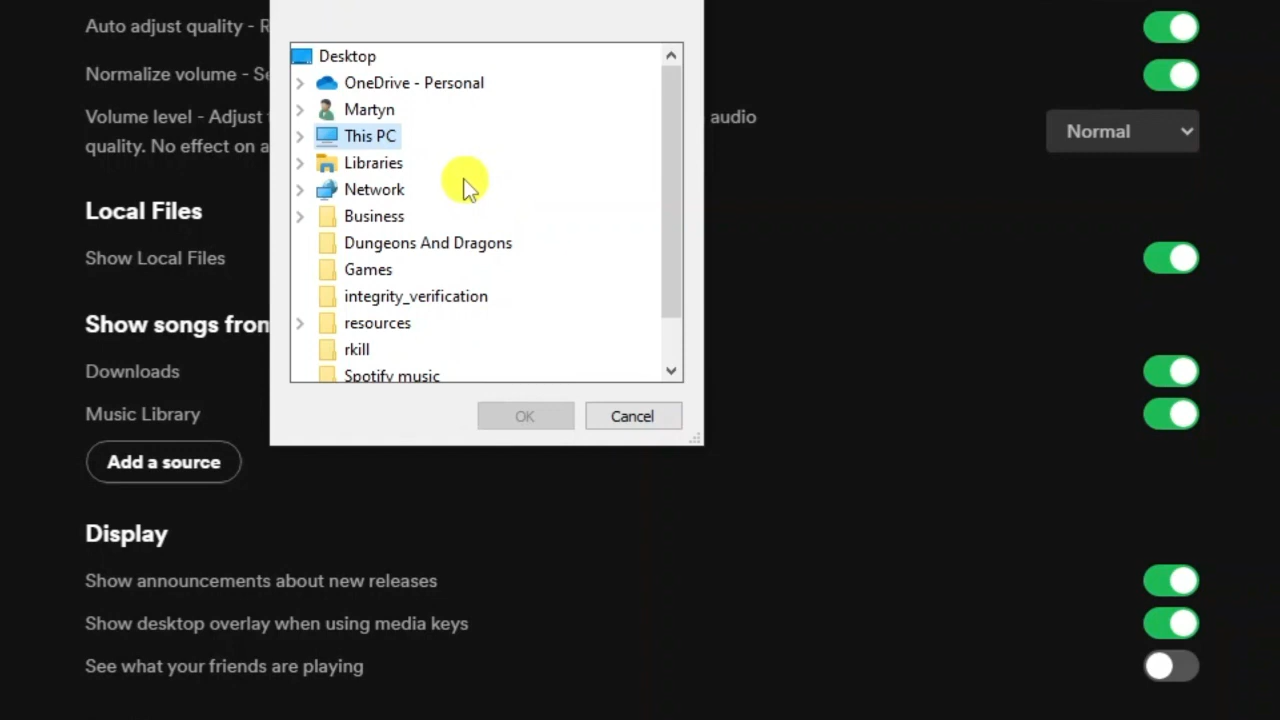 Auto adjust quality - R
Normalize volume - Se
Volume level - Adjust audio
quality. No effect on a
Normal
Local Files
Show Local Files
Show songs from
Downloads
Music Library
Add a source
Desktop
OneDrive - Personal
Martyn
This PC
Libraries
Network
Business
Dungeons And Dragons
Games
integrity_verification
resources
rkill
Spotify music
OK
Cancel
Display
Show announcements about new releases
Show desktop overlay when using media keys
See what your friends are playing